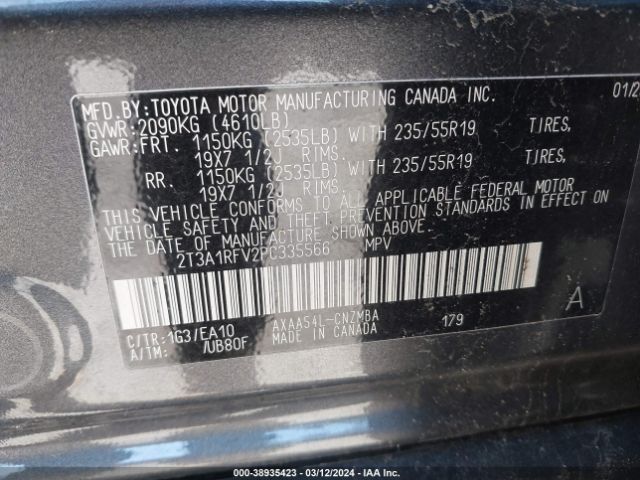 MFD.BY:TOYOTA MOTOR MANUFACTURING CANADA INC. 01/2
GVWR:2090KG (4610LB)
GAWR:FRT. 1150KG (2535LB) WITH 235/55R19 TIRES,
19X7 1/2J RIMS.
RR. 1150KG (2535LB) WITH 235/55R19 TIRES,
19X7 1/2J RIMS.
THIS VEHICLE CONFORMS TO ALL APPLICABLE FEDERAL MOTOR
VEHICLE SAFETY AND THEFT PREVENTION STANDARDS IN EFFECT ON
THE DATE OF MANUFACTURE SHOWN ABOVE.
2T3A1RFV2PC335566 MPV
C/TR:1G3/EA10 AXAA54L-CNZMBA 179 A
A/TM: /UB80F MADE IN CANADA
000-38935423 - 03/12/2024 - IAA Inc.